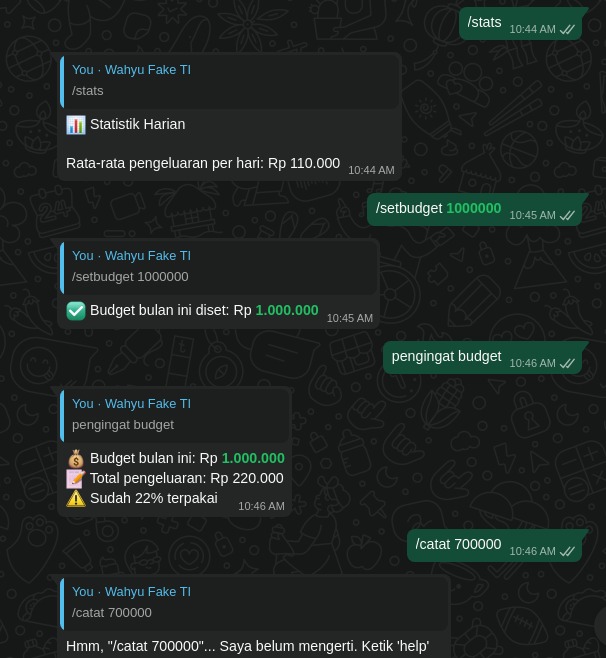 /stats 10:44 AM
You · Wahyu Fake TI
/stats
📊 Statistik Harian
Rata-rata pengeluaran per hari: Rp 110.000 10:44 AM
/setbudget 1000000 10:45 AM
You · Wahyu Fake TI
/setbudget 1000000
✅ Budget bulan ini diset: Rp 1.000.000 10:45 AM
pengingat budget 10:46 AM
You · Wahyu Fake TI
pengingat budget
💰 Budget bulan ini: Rp 1.000.000
📝 Total pengeluaran: Rp 220.000
⚠️ Sudah 22% terpakai 10:46 AM
/catat 700000 10:46 AM
You · Wahyu Fake TI
/catat 700000
Hmm, "/catat 700000"... Saya belum mengerti. Ketik 'help'